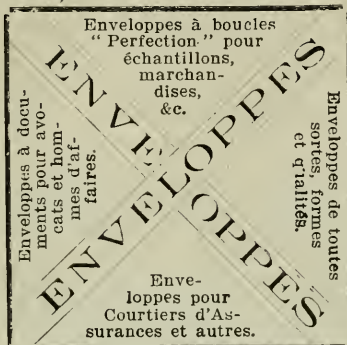 Enveloppes à boucles
"Perfection" pour
échantillons,
marchan-
dises,
&c.
ENVELOPPES
ENVELOPPES
Enveloppes à docu-
ments pour avo-
cats et hom-
mes d'af-
faires.
Enveloppes de toutes
sortes, formes
et qualités.
Enve-
loppes pour
Courtiers d'As-
surances et autres.